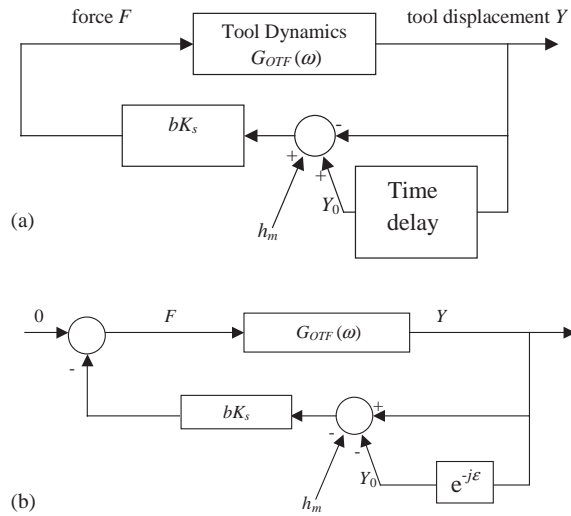 force F
Tool Dynamics
G_OTF(ω)
tool displacement Y
bK_s
-
+
+
Y_0
h_m
Time
delay
(a)
0
F
G_OTF(ω)
Y
-
bK_s
+
-
-
Y_0
h_m
e^-jε
(b)